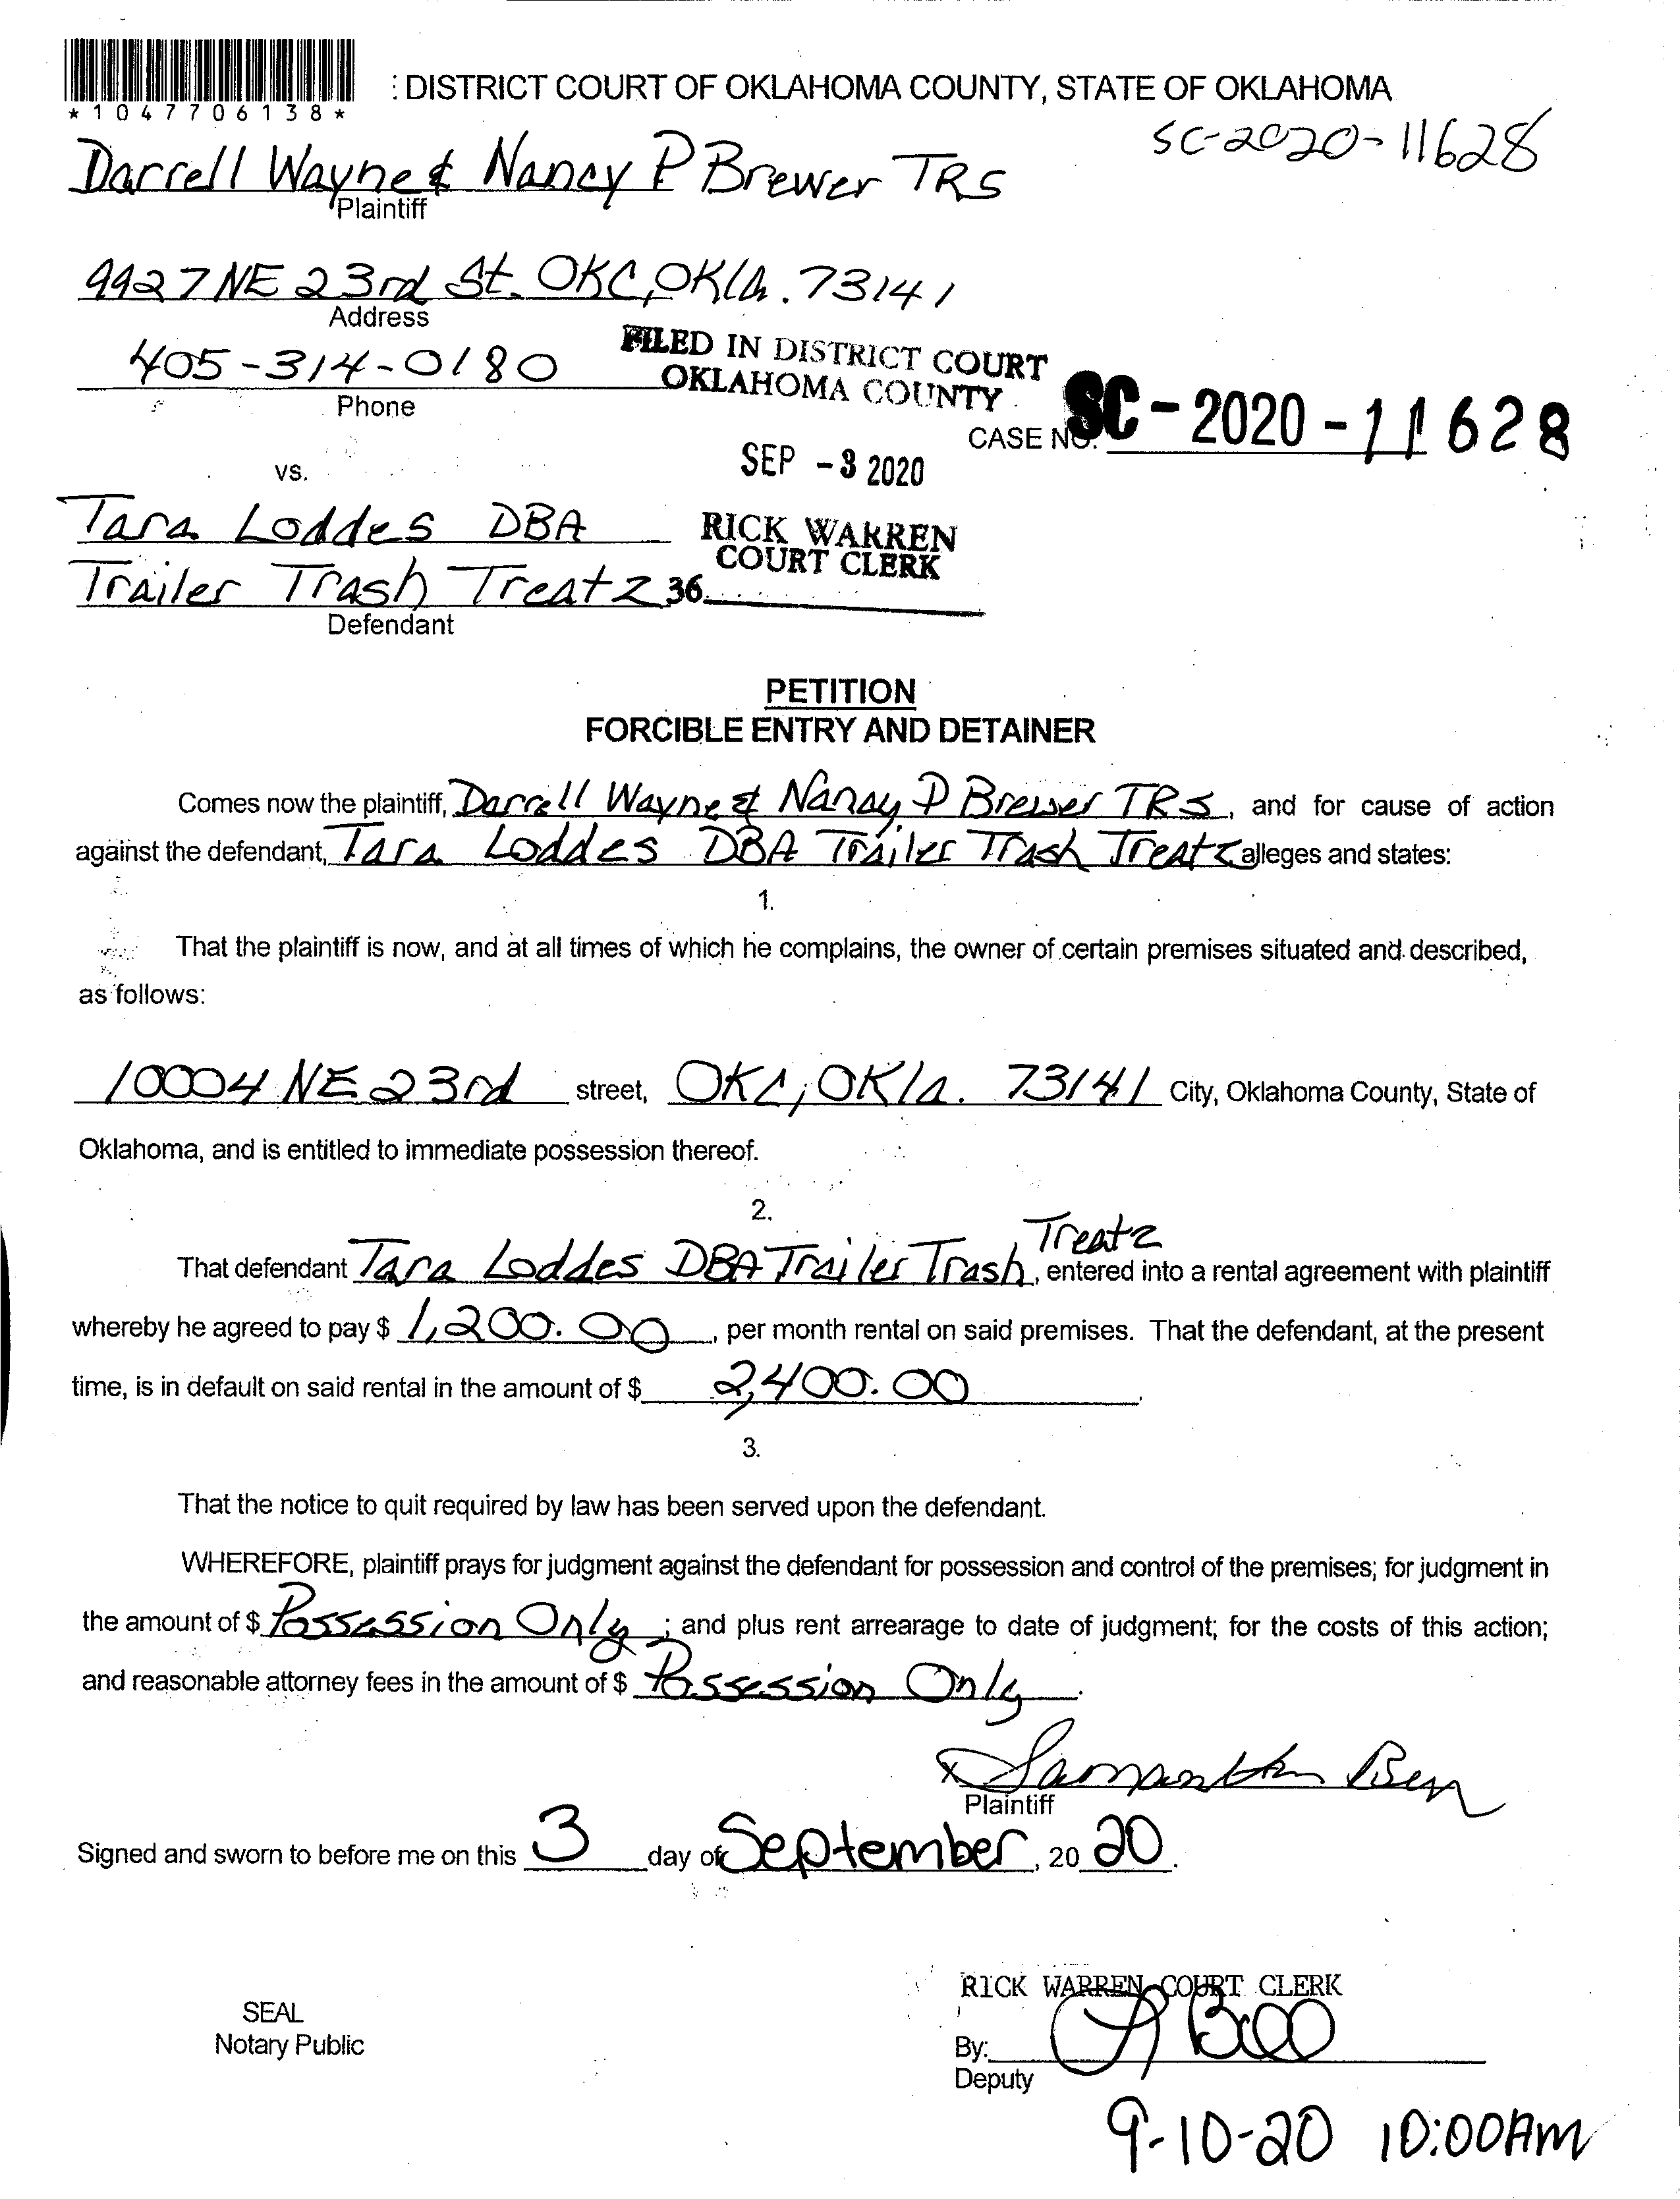 *1047706138*
: DISTRICT COURT OF OKLAHOMA COUNTY, STATE OF OKLAHOMA
SC-2020-11628
Darrell Wayne & Nancy P Brewer TRS
Plaintiff
9927 NE 23rd St. OKC, OKla. 73141
Address
405-314-0180
Phone
FILED IN DISTRICT COURT
OKLAHOMA COUNTY
CASE NO. SC-2020-11628
SEP -3 2020
vs.
Tara Loddes DBA
RICK WARREN
COURT CLERK
Trailer Trash Treatz 36
Defendant
PETITION
FORCIBLE ENTRY AND DETAINER
Comes now the plaintiff, Darrell Wayne & Nancy P Brewer TRS, and for cause of action
against the defendant, Tara Loddes DBA Trailer Trash Treatz alleges and states:
1.
That the plaintiff is now, and at all times of which he complains, the owner of certain premises situated and described,
as follows:
10004 NE 23rd street, OKC, OKla. 73141 City, Oklahoma County, State of
Oklahoma, and is entitled to immediate possession thereof.
2.
Treatz
That defendant Tara Loddes DBA Trailer Trash, entered into a rental agreement with plaintiff
whereby he agreed to pay $ 1,200.00, per month rental on said premises. That the defendant, at the present
time, is in default on said rental in the amount of $ 2,400.00.
3.
That the notice to quit required by law has been served upon the defendant.
WHEREFORE, plaintiff prays for judgment against the defendant for possession and control of the premises; for judgment in
the amount of $ Possession Only; and plus rent arrearage to date of judgment; for the costs of this action;
and reasonable attorney fees in the amount of $ Possession Only.
x Samantha
Plaintiff
Signed and sworn to before me on this 3 day of September, 20 20.
RICK WARREN COURT CLERK
SEAL
Notary Public
By:
Deputy
9-10-20 10:00AM